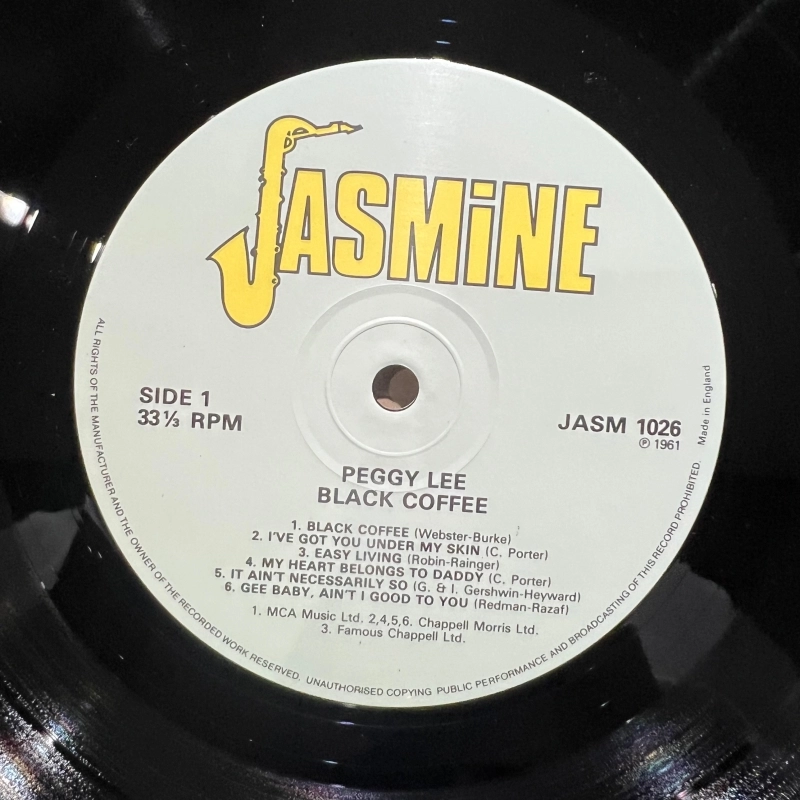 JASMiNE
SIDE 1
33⅓ RPM
JASM 1026
℗ 1961
Made in England
PEGGY LEE
BLACK COFFEE
1. BLACK COFFEE (Webster-Burke)
2. I'VE GOT YOU UNDER MY SKIN (C. Porter)
3. EASY LIVING (Robin-Rainger)
4. MY HEART BELONGS TO DADDY (C. Porter)
5. IT AIN'T NECESSARILY SO (G. & I. Gershwin-Heyward)
6. GEE BABY, AIN'T I GOOD TO YOU (Redman-Razaf)
1. MCA Music Ltd. 2,4,5,6. Chappell Morris Ltd.
3. Famous Chappell Ltd.
ALL RIGHTS OF THE MANUFACTURER AND THE OWNER OF THE RECORDED WORK RESERVED. UNAUTHORISED COPYING PUBLIC PERFORMANCE AND BROADCASTING OF THIS RECORD PROHIBITED.